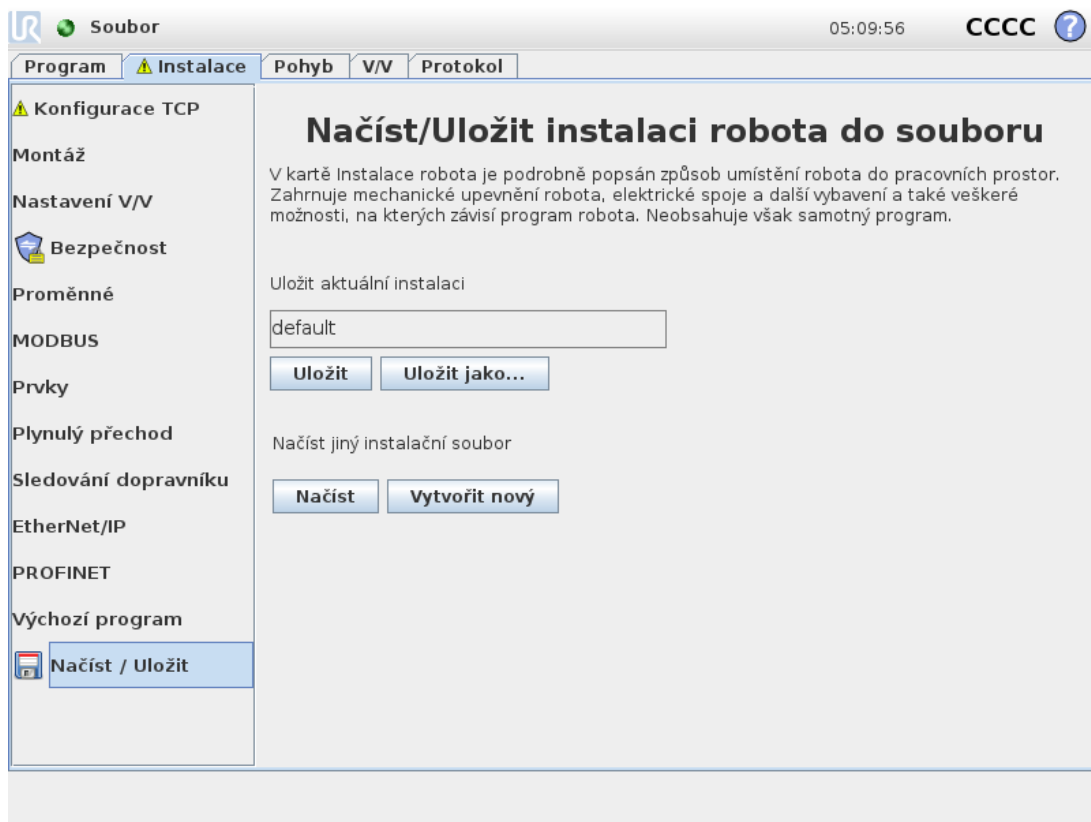 UR
Soubor
05:09:56
CCCC
?
Program
Instalace
Pohyb
V/V
Protokol
Konfigurace TCP
Montáž
Nastavení V/V
Bezpečnost
Proměnné
MODBUS
Prvky
Plynulý přechod
Sledování dopravníku
EtherNet/IP
PROFINET
Výchozí program
Načíst / Uložit
Načíst/Uložit instalaci robota do souboru
V kartě Instalace robota je podrobně popsán způsob umístění robota do pracovních prostor.
Zahrnuje mechanické upevnění robota, elektrické spoje a další vybavení a také veškeré
možnosti, na kterých závisí program robota. Neobsahuje však samotný program.
Uložit aktuální instalaci
default
Uložit
Uložit jako...
Načíst jiný instalační soubor
Načíst
Vytvořit nový